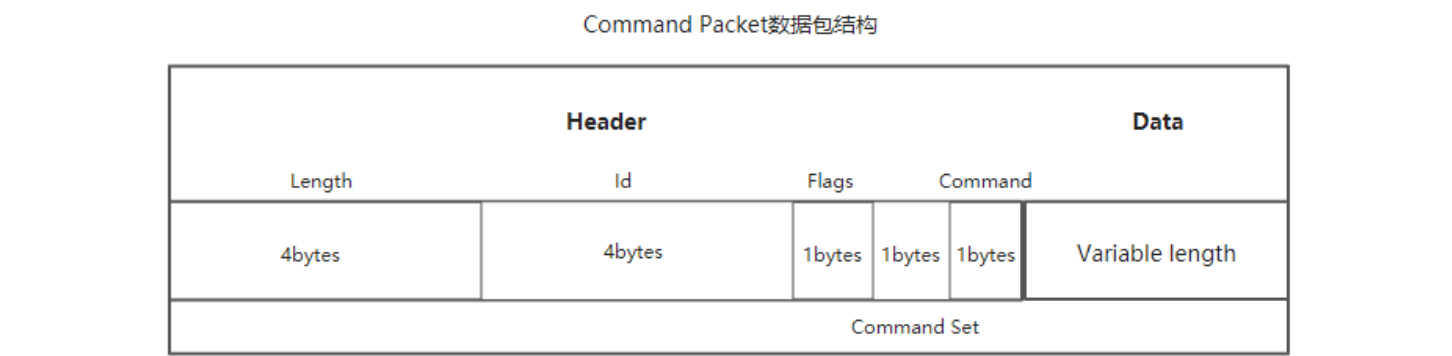 Command Packet数据包结构
Header Data
Length Id Flags Command
4bytes 4bytes 1bytes 1bytes 1bytes Variable length
Command Set